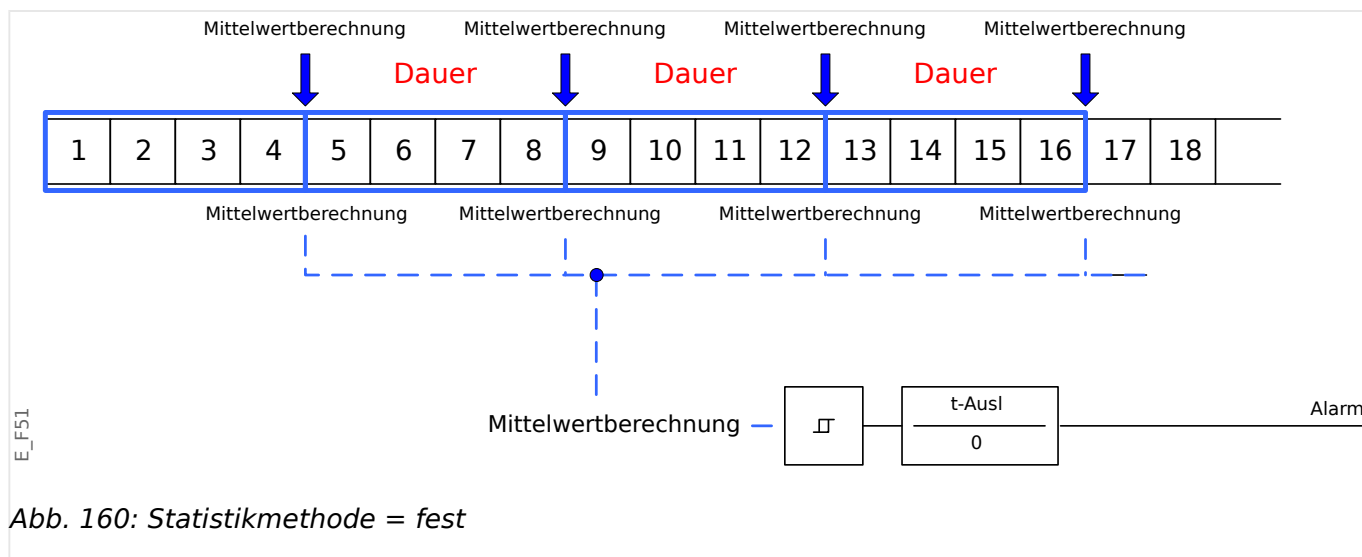 Mittelwertberechnung Mittelwertberechnung Mittelwertberechnung Mittelwertberechnung
Dauer Dauer Dauer
1 2 3 4 5 6 7 8 9 10 11 12 13 14 15 16 17 18
Mittelwertberechnung Mittelwertberechnung Mittelwertberechnung Mittelwertberechnung
t-Ausl
Alarm
Mittelwertberechnung
0
E_F51
Abb. 160: Statistikmethode = fest